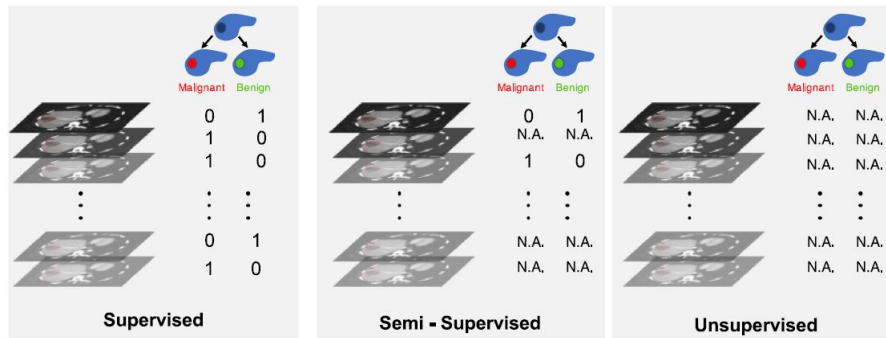 Malignant Benign
0 1
1 0
1 0
0 1
1 0
Supervised
Malignant Benign
0 1
N.A. N.A.
1 0
N.A. N.A.
N.A. N.A.
Semi - Supervised
Malignant Benign
N.A. N.A.
N.A. N.A.
N.A. N.A.
N.A. N.A.
N.A. N.A.
Unsupervised